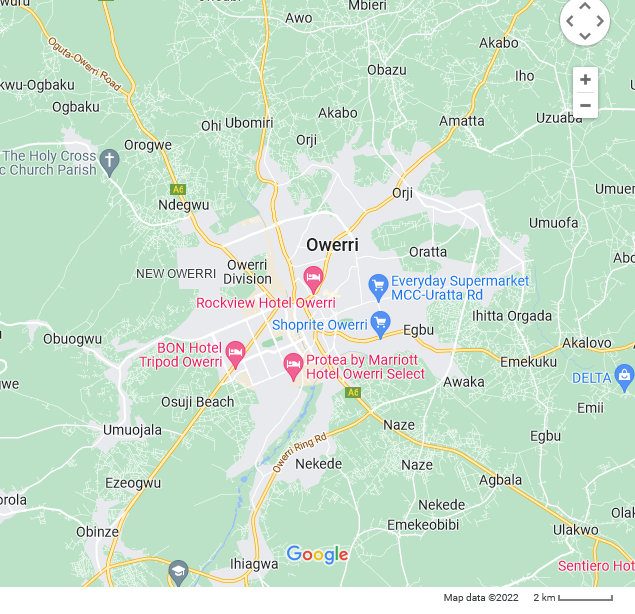 wuru
Awo
Mbieri
Oguta-Owerri Road
Akabo
kwu-Ogbaku
Obazu
Iho
Ogbaku
Akabo
Uzuaba
Ohi
Ubomiri
Amatta
Orogwe
Orji
The Holy Cross
c Church Parish
A6
Ndegwu
Orji
Umuer
Umuofa
Owerri
Oratta
Abo
NEW OWERRI
Owerri
Division
Everyday Supermarket
MCC-Uratta Rd
Rockview Hotel Owerri
Shoprite Owerri
Ihitta Orgada
Egbu
Obuogwu
BON Hotel
Tripod Owerri
Akalovo
Protea by Marriott
Hotel Owerri Select
Emekuku
gwe
Awaka
DELTA
A6
Osuji Beach
Emii
Umuojala
Naze
Egbu
Owerri Ring Rd
Nekede
Naze
Ezeogwu
Agbala
orola
Nekede
Olak
Obinze
Emekeobibi
Ulakwo
Google
Ihiagwa
Sentiero Hot
Map data ©2022
2 km